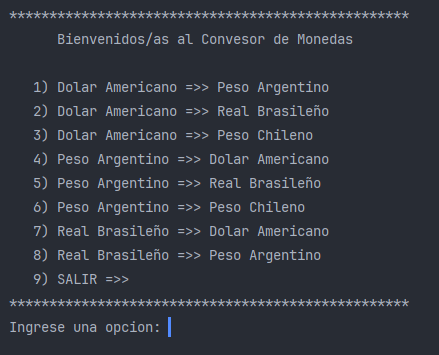 **************************************************
Bienvenidos/as al Convesor de Monedas
1) Dolar Americano =>> Peso Argentino
2) Dolar Americano =>> Real Brasileño
3) Dolar Americano =>> Peso Chileno
4) Peso Argentino =>> Dolar Americano
5) Peso Argentino =>> Real Brasileño
6) Peso Argentino =>> Peso Chileno
7) Real Brasileño =>> Dolar Americano
8) Real Brasileño =>> Peso Argentino
9) SALIR =>>
**************************************************
Ingrese una opcion: